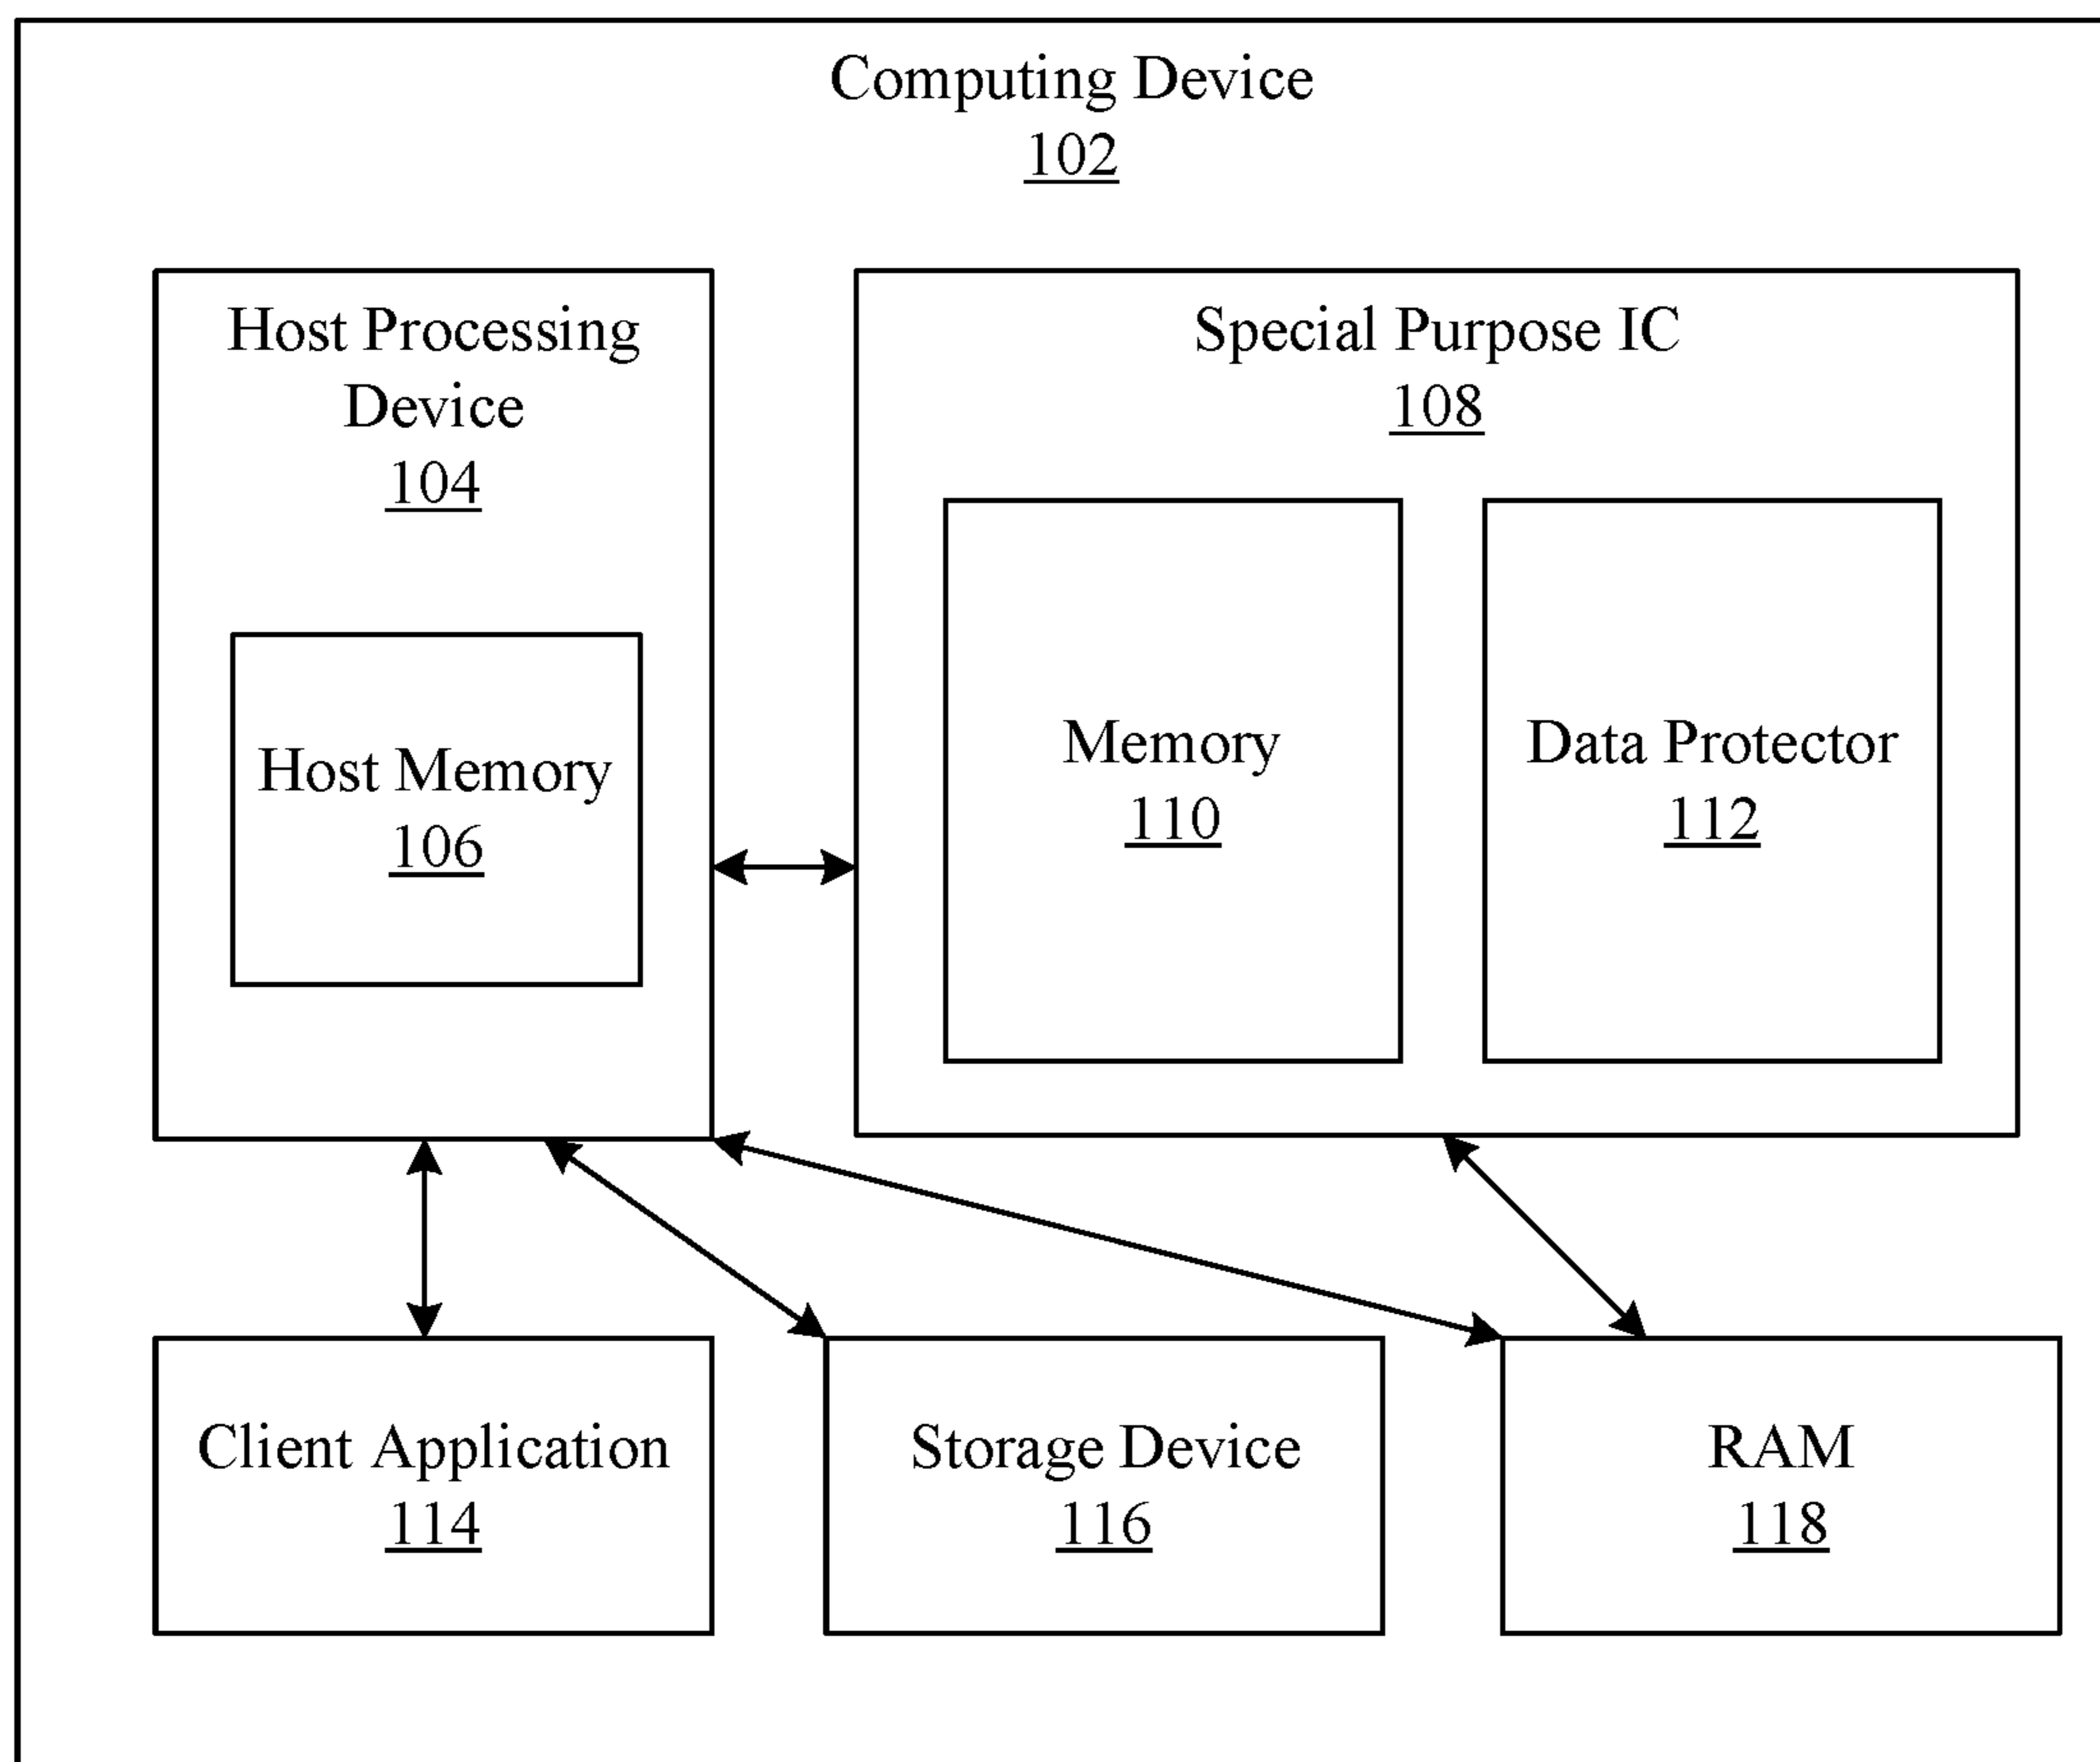 Computing Device
102
Host Processing
Device
104
Special Purpose IC
108
Host Memory
106
Memory
110
Data Protector
112
Client Application
114
Storage Device
116
RAM
118